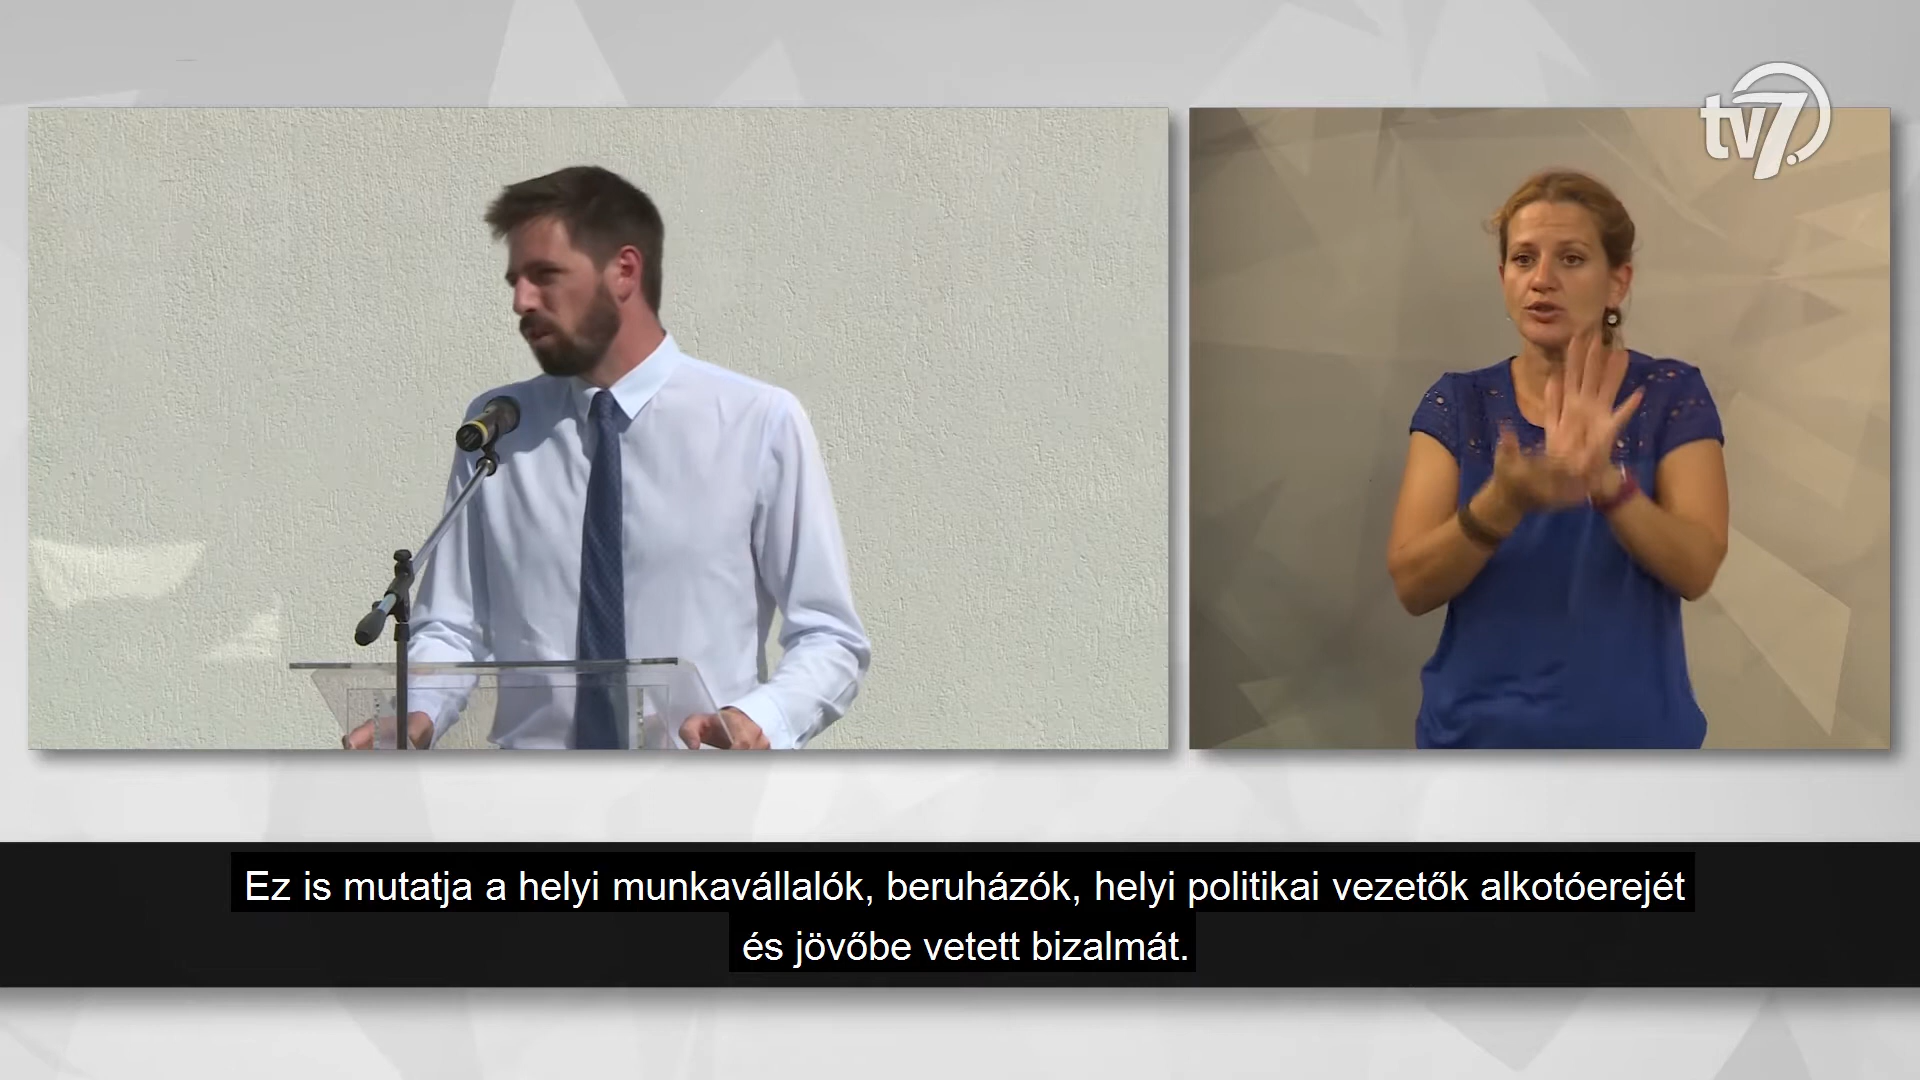 tv7.
Ez is mutatja a helyi munkavállalók, beruházók, helyi politikai vezetők alkotóerejét
és jövőbe vetett bizalmát.